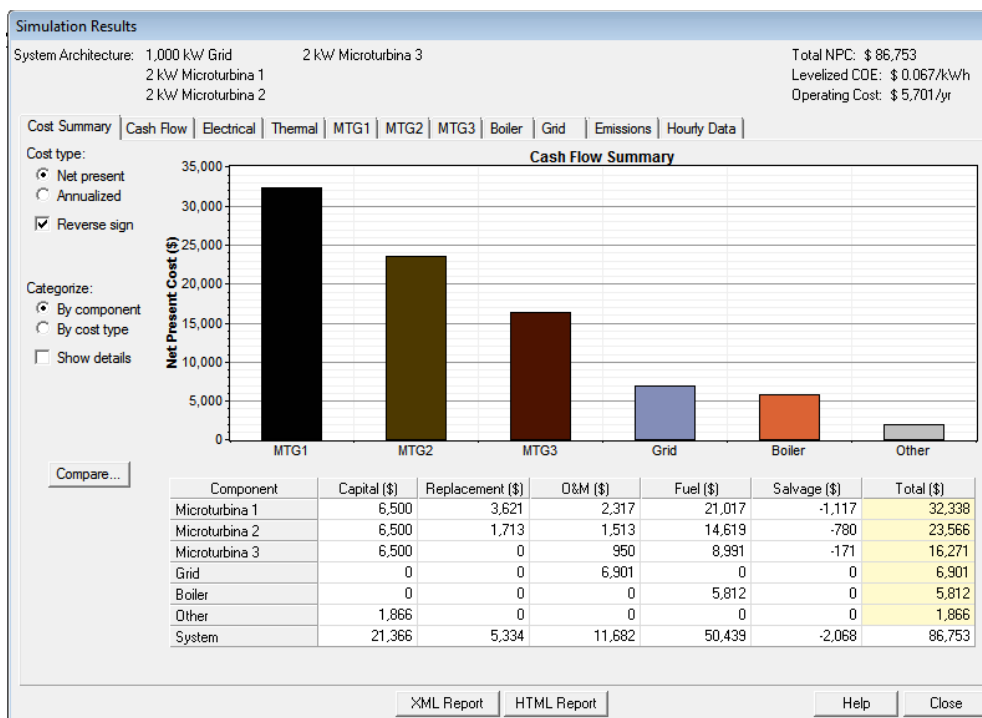 Simulation Results
System Architecture: 1,000 kW Grid 2 kW Microturbina 3
2 kW Microturbina 1
2 kW Microturbina 2
Total NPC: $ 86,753
Levelized COE: $ 0.067/kWh
Operating Cost: $ 5,701/yr
Cost Summary Cash Flow Electrical Thermal MTG1 MTG2 MTG3 Boiler Grid Emissions Hourly Data
Cost type:
Net present
Annualized
Reverse sign
Categorize:
By component
By cost type
Show details
Compare...
Cash Flow Summary
Net Present Cost ($)
35,000
30,000
25,000
20,000
15,000
10,000
5,000
0
MTG1 MTG2 MTG3 Grid Boiler Other
Component Capital ($) Replacement ($) O&M ($) Fuel ($) Salvage ($) Total ($)
Microturbina 1 6,500 3,621 2,317 21,017 -1,117 32,338
Microturbina 2 6,500 1,713 1,513 14,619 -780 23,566
Microturbina 3 6,500 0 950 8,991 -171 16,271
Grid 0 0 6,901 0 0 6,901
Boiler 0 0 0 5,812 0 5,812
Other 1,866 0 0 0 0 1,866
System 21,366 5,334 11,682 50,439 -2,068 86,753
XML Report HTML Report Help Close